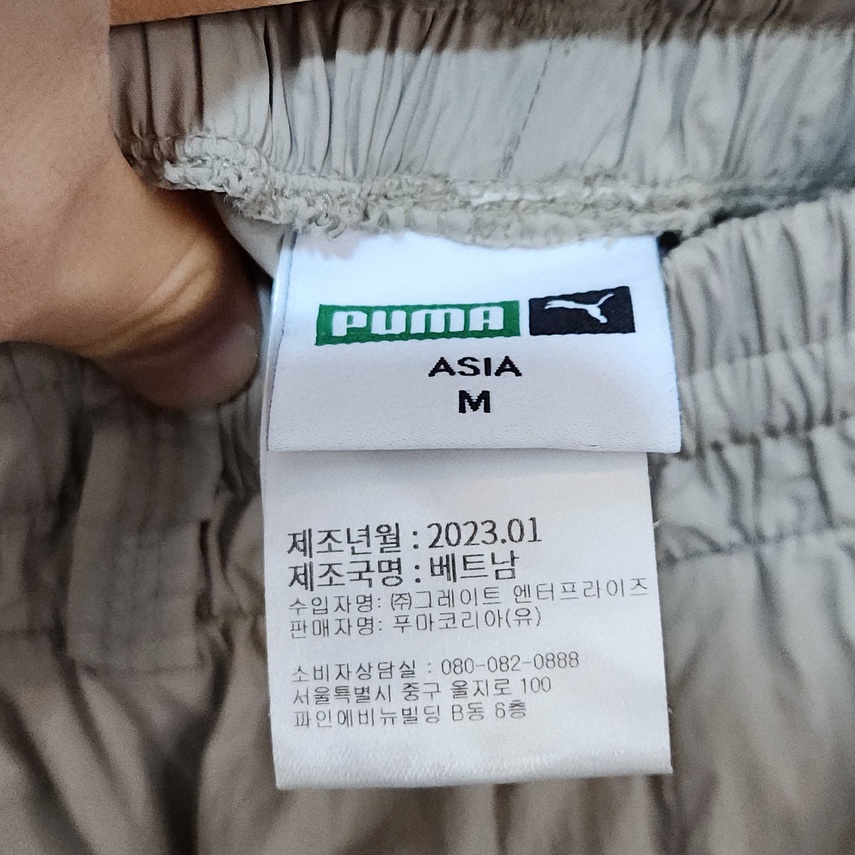 PUMA
ASIA
M
제조년월 : 2023.01
제조국명 : 베트남
수입자명: ㈜그레이트 엔터프라이즈
판매자명: 푸마코리아(유)
소비자상담실 : 080-082-0888
서울특별시 중구 을지로 100
파인에비뉴빌딩 B동 6층